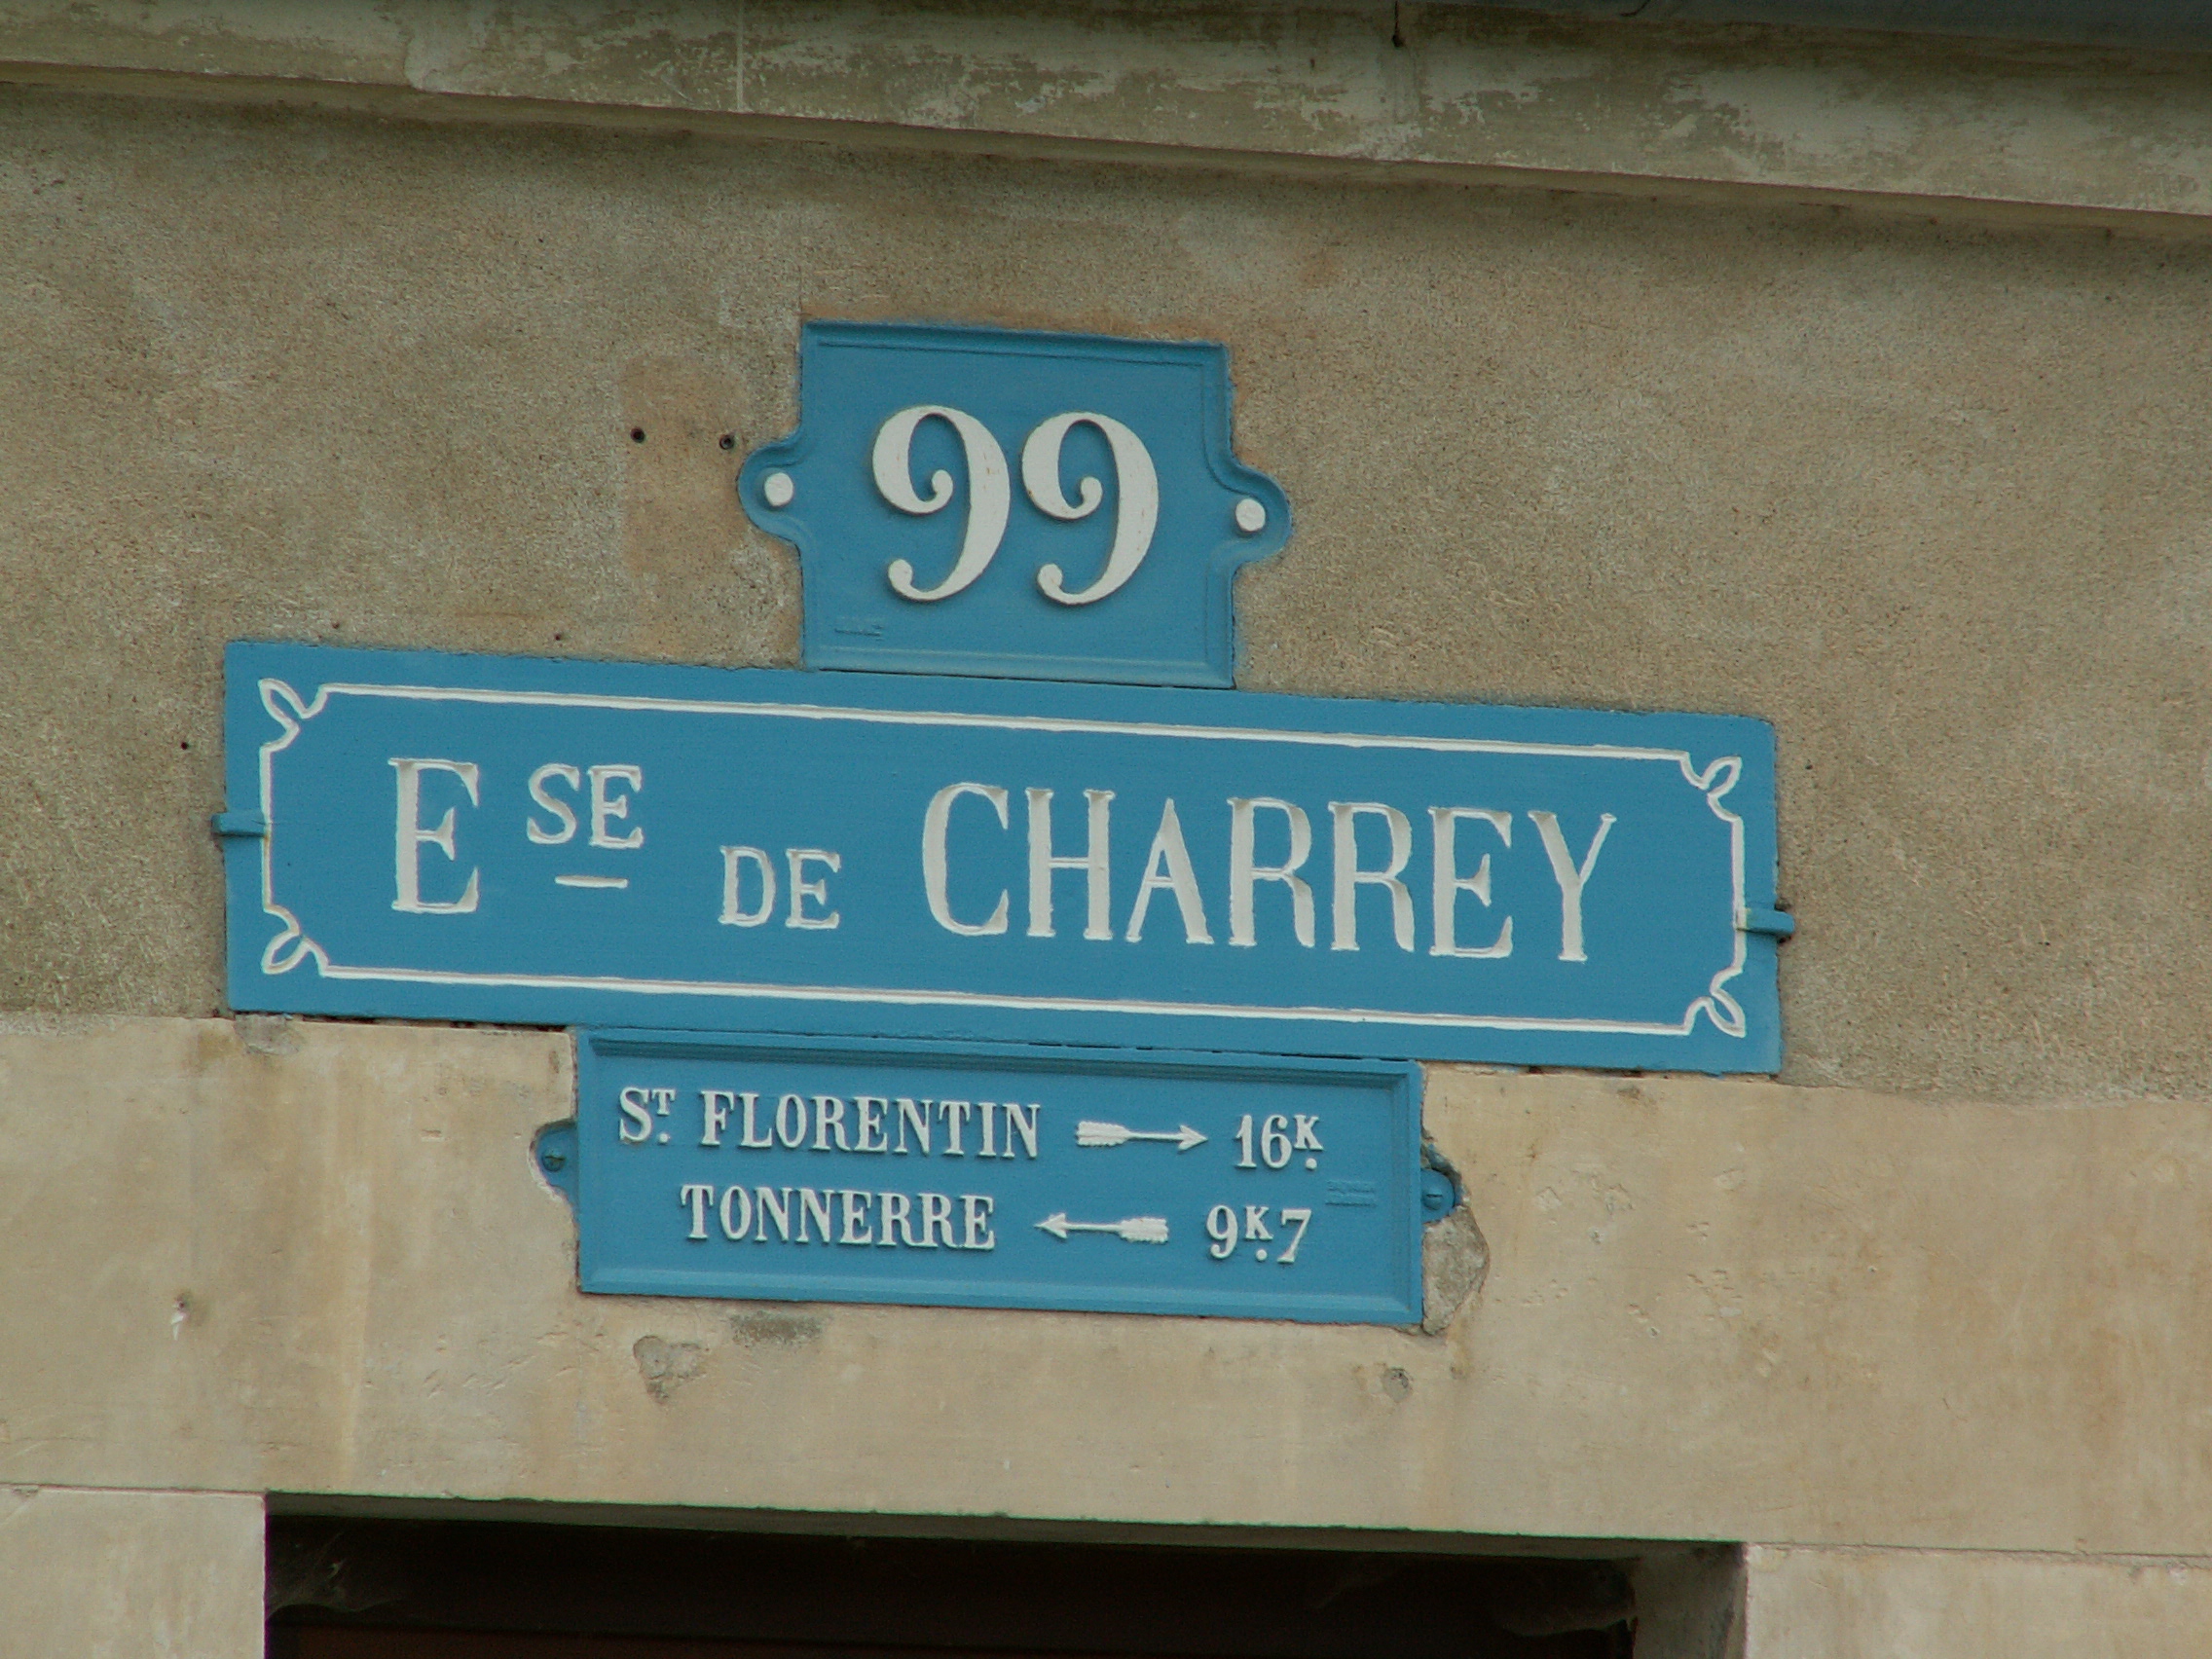 99
ESE DE CHARREY
ST. FLORENTIN → 16K.
TONNERRE ← 9K.7